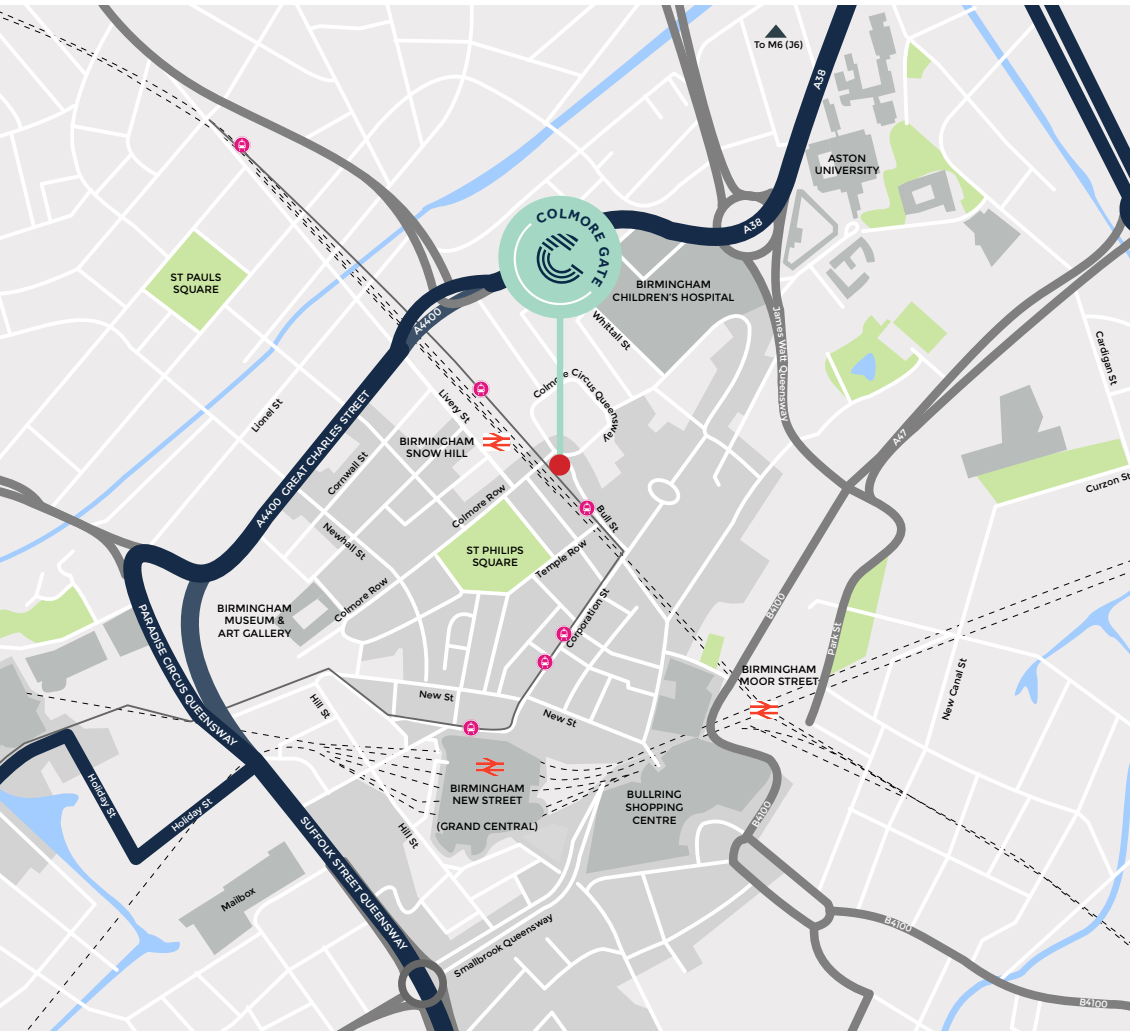 To M6 (J6)
A38
ASTON
UNIVERSITY
COLMORE GATE
A38
ST PAULS
SQUARE
BIRMINGHAM
CHILDREN'S HOSPITAL
A4400
Whittall St
James Watt Queensway
Cardigan St
Colmore Circus Queensway
Livery St
Lionel St
A4400 GREAT CHARLES STREET
BIRMINGHAM
SNOW HILL
A47
Cornwall St
Curzon St
Colmore Row
Bull St
Newhall St
ST PHILIPS
SQUARE
Temple Row
Colmore Row
B4100
BIRMINGHAM
MUSEUM &
ART GALLERY
Corporation St
Park St
PARADISE CIRCUS QUEENSWAY
BIRMINGHAM
MOOR STREET
New Canal St
New St
Hill St
New St
Holiday St
Holiday St
BIRMINGHAM
NEW STREET
(GRAND CENTRAL)
BULLRING
SHOPPING
CENTRE
B4100
Hill St
SUFFOLK STREET QUEENSWAY
Mailbox
Smallbrook Queensway
B4100
B4100